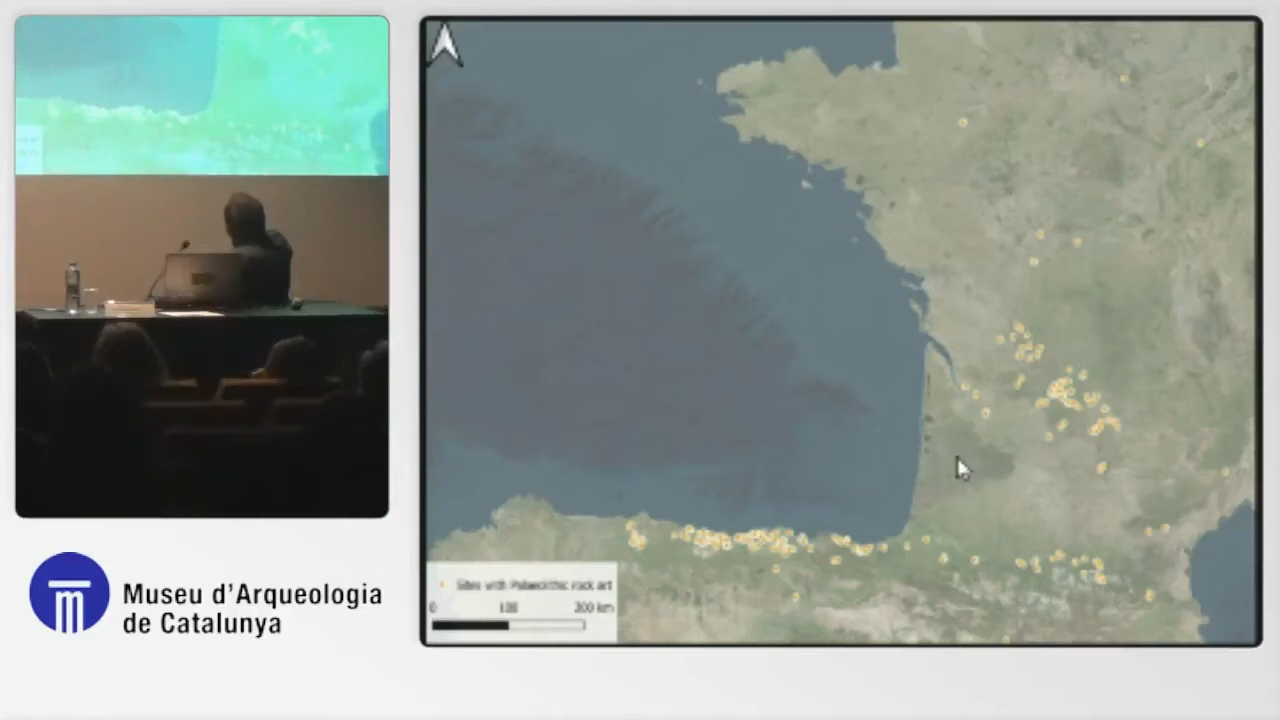 Museu d'Arqueologia
de Catalunya
Sites with Palaeolithic rock art
0 100 200 km